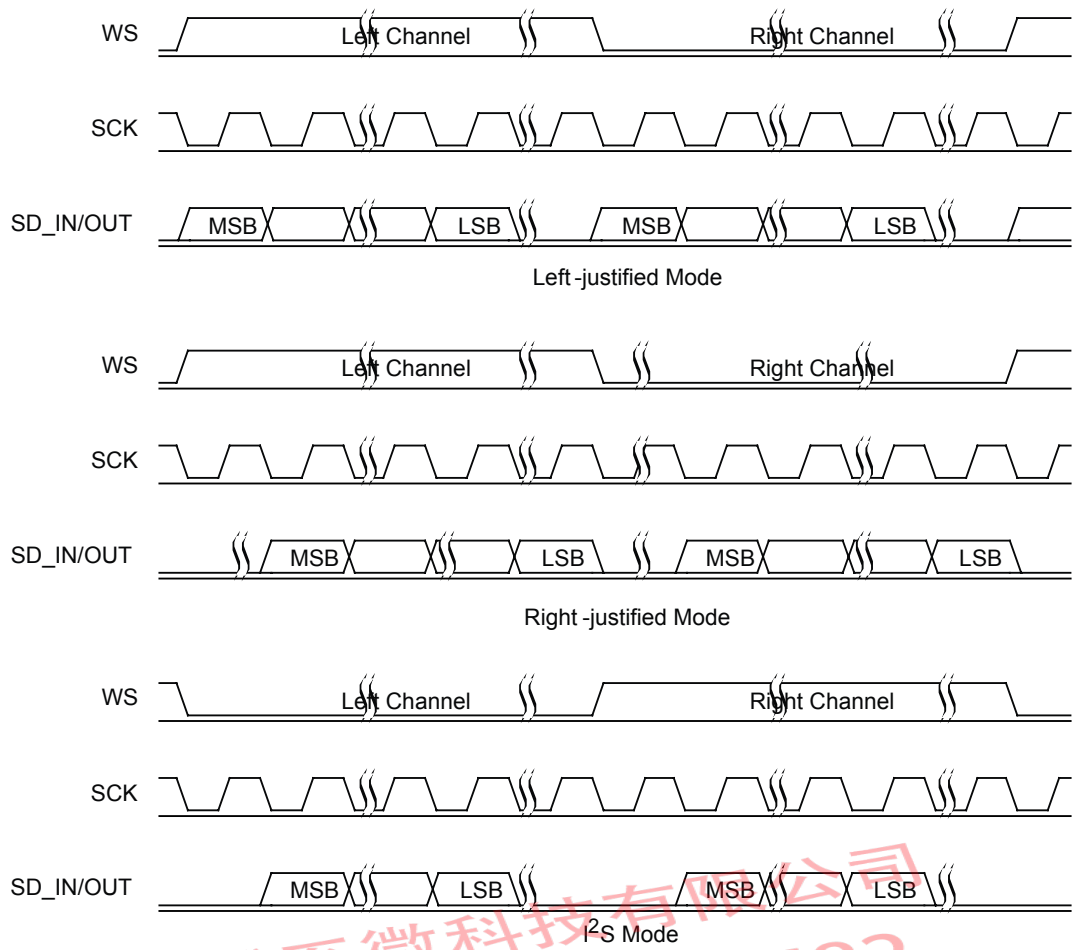 WS Left Channel Right Channel
SCK
SD_IN/OUT MSB LSB MSB LSB
Left-justified Mode
WS Left Channel Right Channel
SCK
SD_IN/OUT MSB LSB MSB LSB
Right-justified Mode
WS Left Channel Right Channel
SCK
SD_IN/OUT MSB LSB MSB LSB
I²S Mode
微科技有限公司